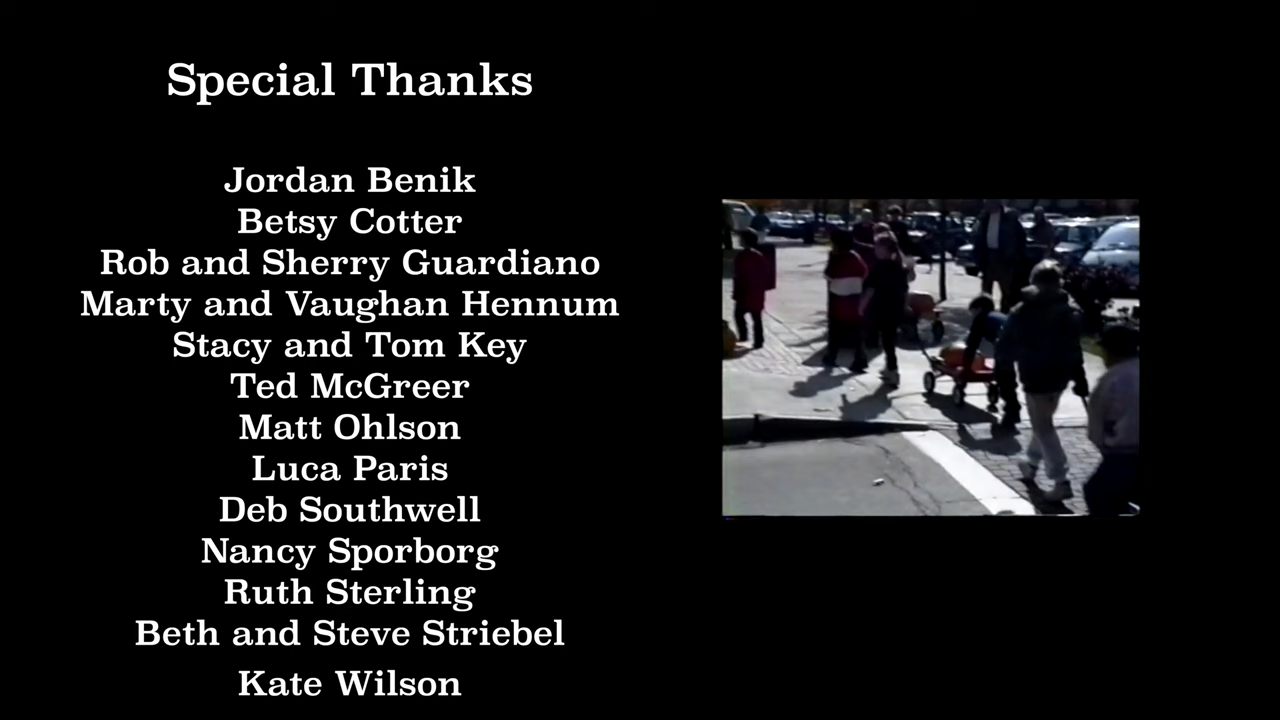 Special Thanks
Jordan Benik
Betsy Cotter
Rob and Sherry Guardiano
Marty and Vaughan Hennum
Stacy and Tom Key
Ted McGreer
Matt Ohlson
Luca Paris
Deb Southwell
Nancy Sporborg
Ruth Sterling
Beth and Steve Striebel
Kate Wilson